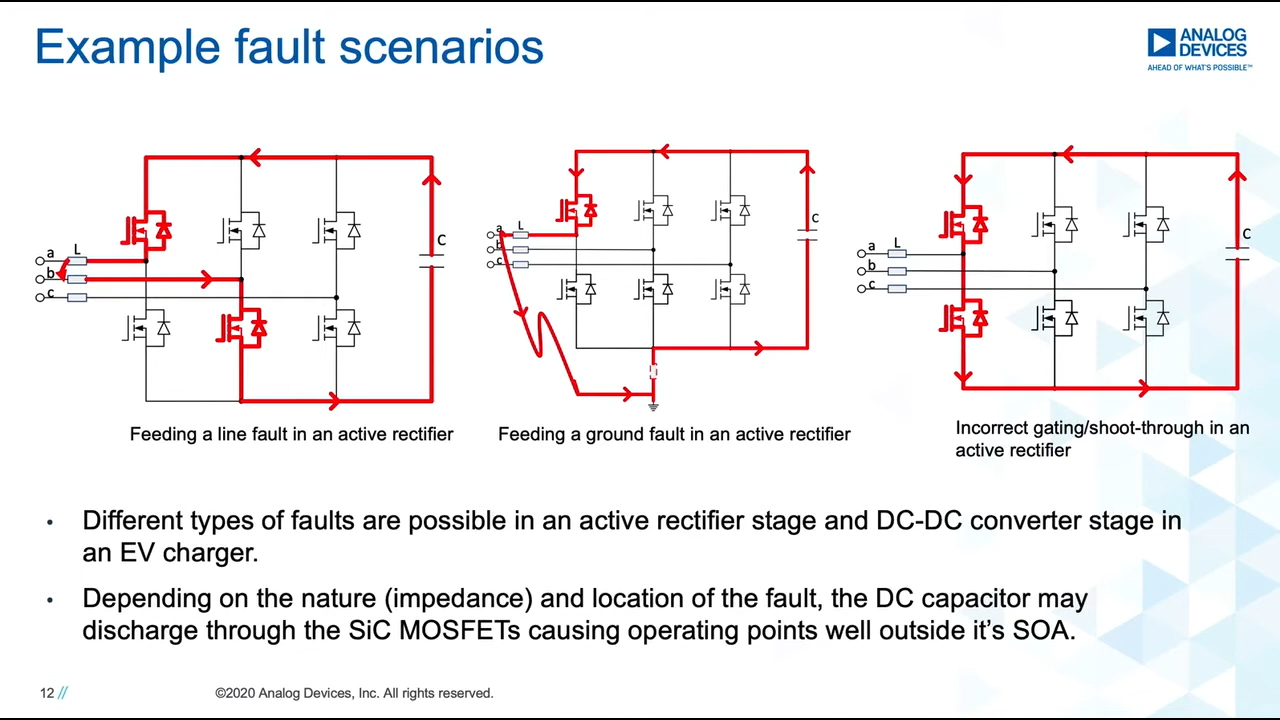 Example fault scenarios
ANALOG
DEVICES
AHEAD OF WHAT'S POSSIBLE™
a L
b
c
C
a L
b
c
C
a L
b
c
C
Feeding a line fault in an active rectifier
Feeding a ground fault in an active rectifier
Incorrect gating/shoot-through in an
active rectifier
• Different types of faults are possible in an active rectifier stage and DC-DC converter stage in
an EV charger.
• Depending on the nature (impedance) and location of the fault, the DC capacitor may
discharge through the SiC MOSFETs causing operating points well outside it's SOA.
12 //
©2020 Analog Devices, Inc. All rights reserved.